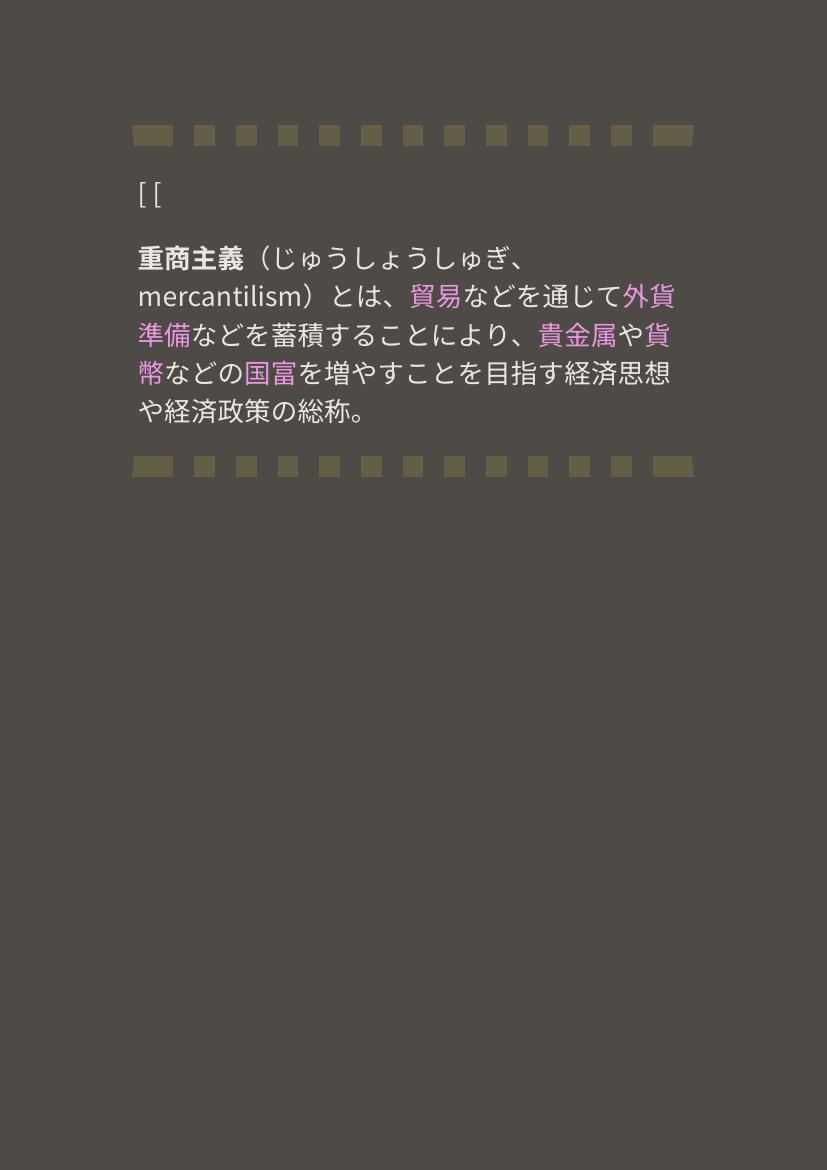 [ [
重商主義（じゅうしょうしゅぎ、
mercantilism）とは、貿易などを通じて外貨
準備などを蓄積することにより、貴金属や貨
幣などの国富を増やすことを目指す経済思想
や経済政策の総称。